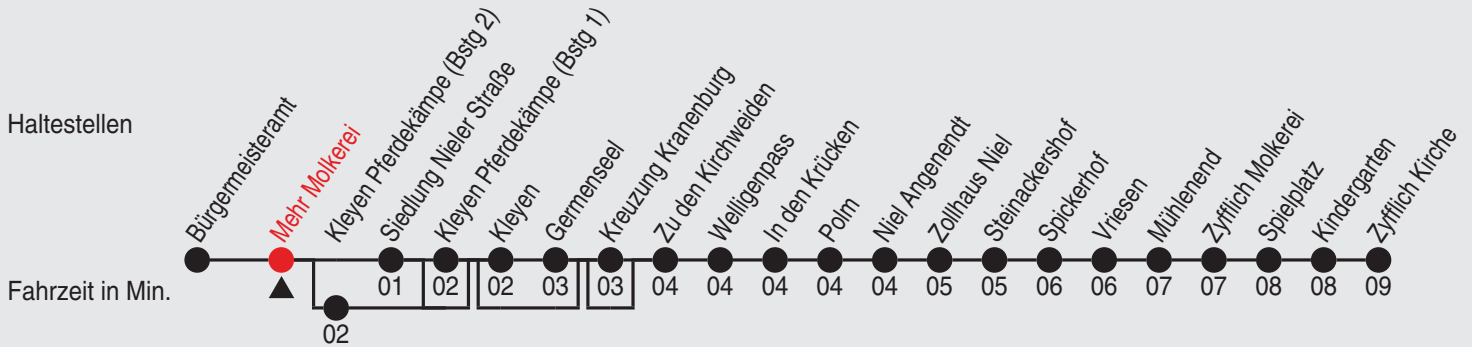 Haltestellen
Bürgermeisteramt
Mehr Molkerei
Kleyen Pferdekämpe (Bstg 2)
Siedlung Nieler Straße
Kleyen Pferdekämpe (Bstg 1)
Kleyen
Germenseel
Kreuzung Kranenburg
Zu den Kirchweiden
Welligenpass
In den Krücken
Polm
Niel Angenendt
Zollhaus Niel
Steinackershof
Spickerhof
Vriesen
Mühlenend
Zyfflich Molkerei
Spielplatz
Kindergarten
Zyfflich Kirche
Fahrzeit in Min.
01 02 02 03 03 04 04 04 04 04 05 05 06 06 07 07 08 08 09
02